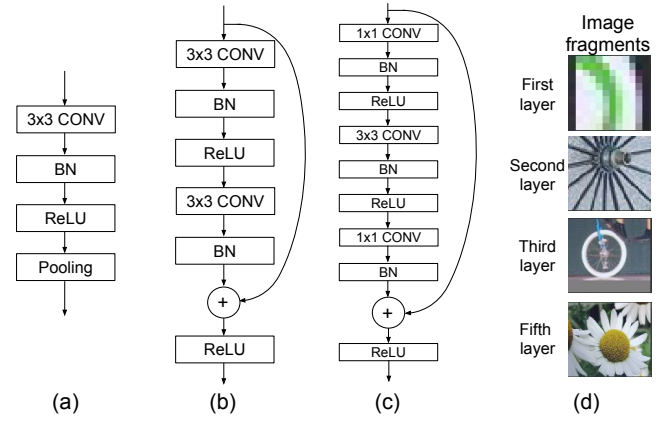 3x3 CONV
BN
ReLU
Pooling
(a)
3x3 CONV
BN
ReLU
3x3 CONV
BN
+
ReLU
(b)
1x1 CONV
BN
ReLU
3x3 CONV
BN
ReLU
1x1 CONV
BN
+
ReLU
(c)
Image
fragments
First
layer
Second
layer
Third
layer
Fifth
layer
(d)